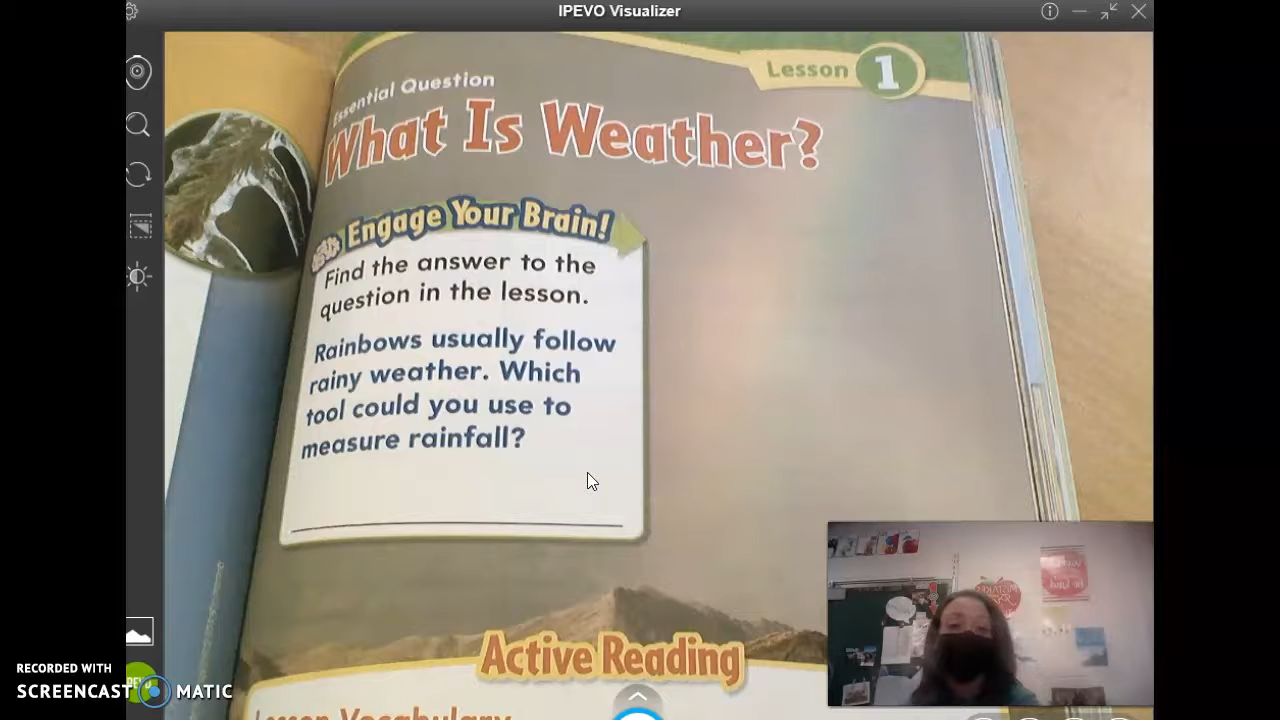 IPEVO Visualizer
Lesson 1
Essential Question
What Is Weather?
Engage Your Brain!
Find the answer to the
question in the lesson.
Rainbows usually follow
rainy weather. Which
tool could you use to
measure rainfall?
Active Reading
Lesson Vocabulary
RECORDED WITH
SCREENCAST MATIC